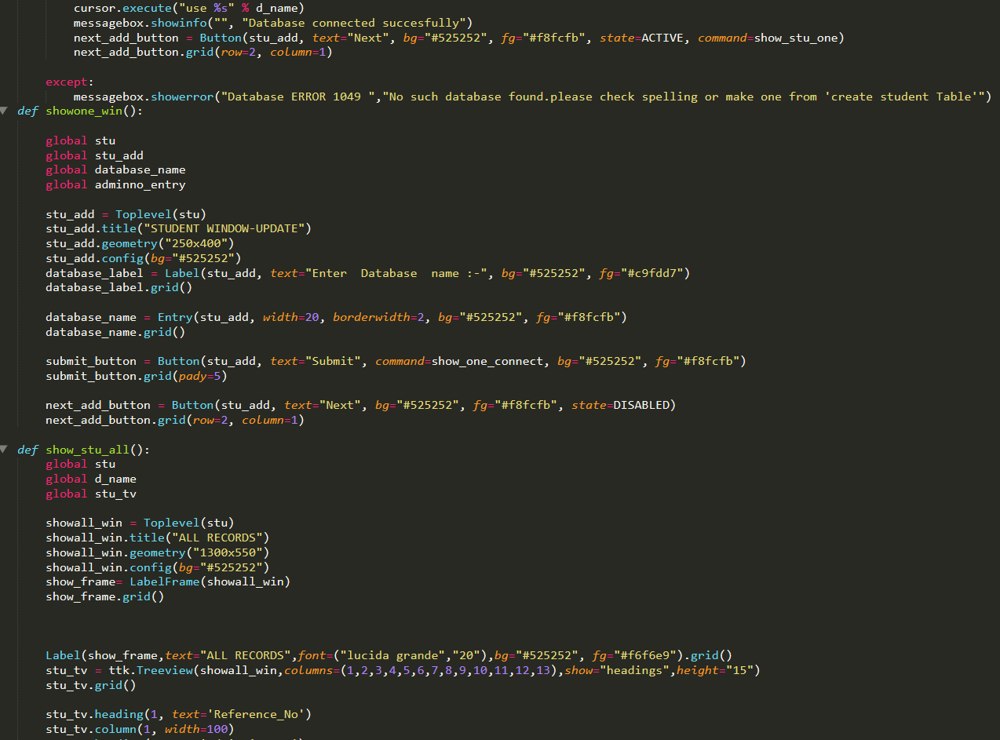 cursor.execute("use %s" % d_name)
messagebox.showinfo("", "Database connected succesfully")
next_add_button = Button(stu_add, text="Next", bg="#525252", fg="#f8fcfb", state=ACTIVE, command=show_stu_one)
next_add_button.grid(row=2, column=1)
except:
messagebox.showerror("Database ERROR 1049 ","No such database found.please check spelling or make one from 'create student Table'")
def showone_win():
global stu
global stu_add
global database_name
global adminno_entry
stu_add = Toplevel(stu)
stu_add.title("STUDENT WINDOW-UPDATE")
stu_add.geometry("250x400")
stu_add.config(bg="#525252")
database_label = Label(stu_add, text="Enter  Database  name :-", bg="#525252", fg="#c9fdd7")
database_label.grid()
database_name = Entry(stu_add, width=20, borderwidth=2, bg="#525252", fg="#f8fcfb")
database_name.grid()
submit_button = Button(stu_add, text="Submit", command=show_one_connect, bg="#525252", fg="#f8fcfb")
submit_button.grid(pady=5)
next_add_button = Button(stu_add, text="Next", bg="#525252", fg="#f8fcfb", state=DISABLED)
next_add_button.grid(row=2, column=1)
def show_stu_all():
global stu
global d_name
global stu_tv
showall_win = Toplevel(stu)
showall_win.title("ALL RECORDS")
showall_win.geometry("1300x550")
showall_win.config(bg="#525252")
show_frame= LabelFrame(showall_win)
show_frame.grid()
Label(show_frame,text="ALL RECORDS",font=("lucida grande","20"),bg="#525252", fg="#f6f6e9").grid()
stu_tv = ttk.Treeview(showall_win,columns=(1,2,3,4,5,6,7,8,9,10,11,12,13),show="headings",height="15")
stu_tv.grid()
stu_tv.heading(1, text='Reference_No')
stu_tv.column(1, width=100)